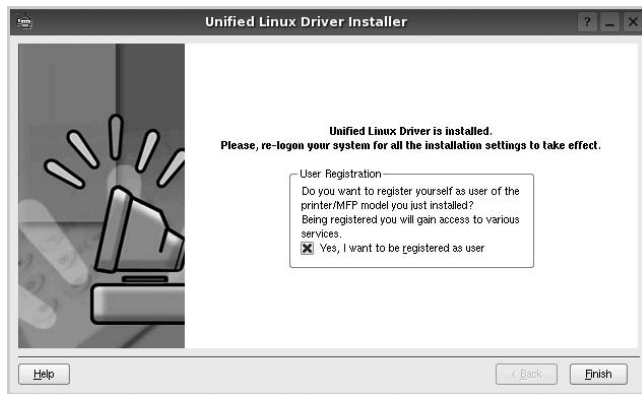 Unified Linux Driver Installer
Unified Linux Driver is installed.
Please, re-logon your system for all the installation settings to take effect.
User Registration
Do you want to register yourself as user of the
printer/MFP model you just installed?
Being registered you will gain access to various
services.
Yes, I want to be registered as user
Help
< Back
Finish